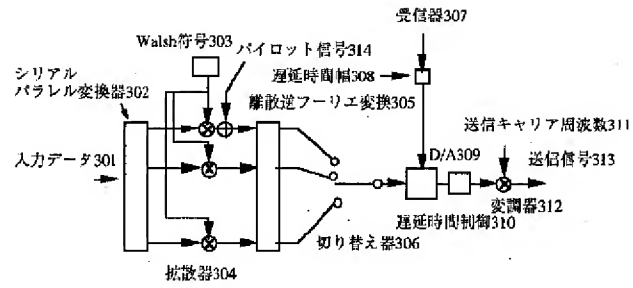 受信器307
Walsh符号303
パイロット信号314
遅延時間幅308
シリアル
パラレル変換器302
離散逆フーリエ変換305
送信キャリア周波数311
入力データ301
D/A309
送信信号313
変調器312
遅延時間制御310
切り替え器306
拡散器304